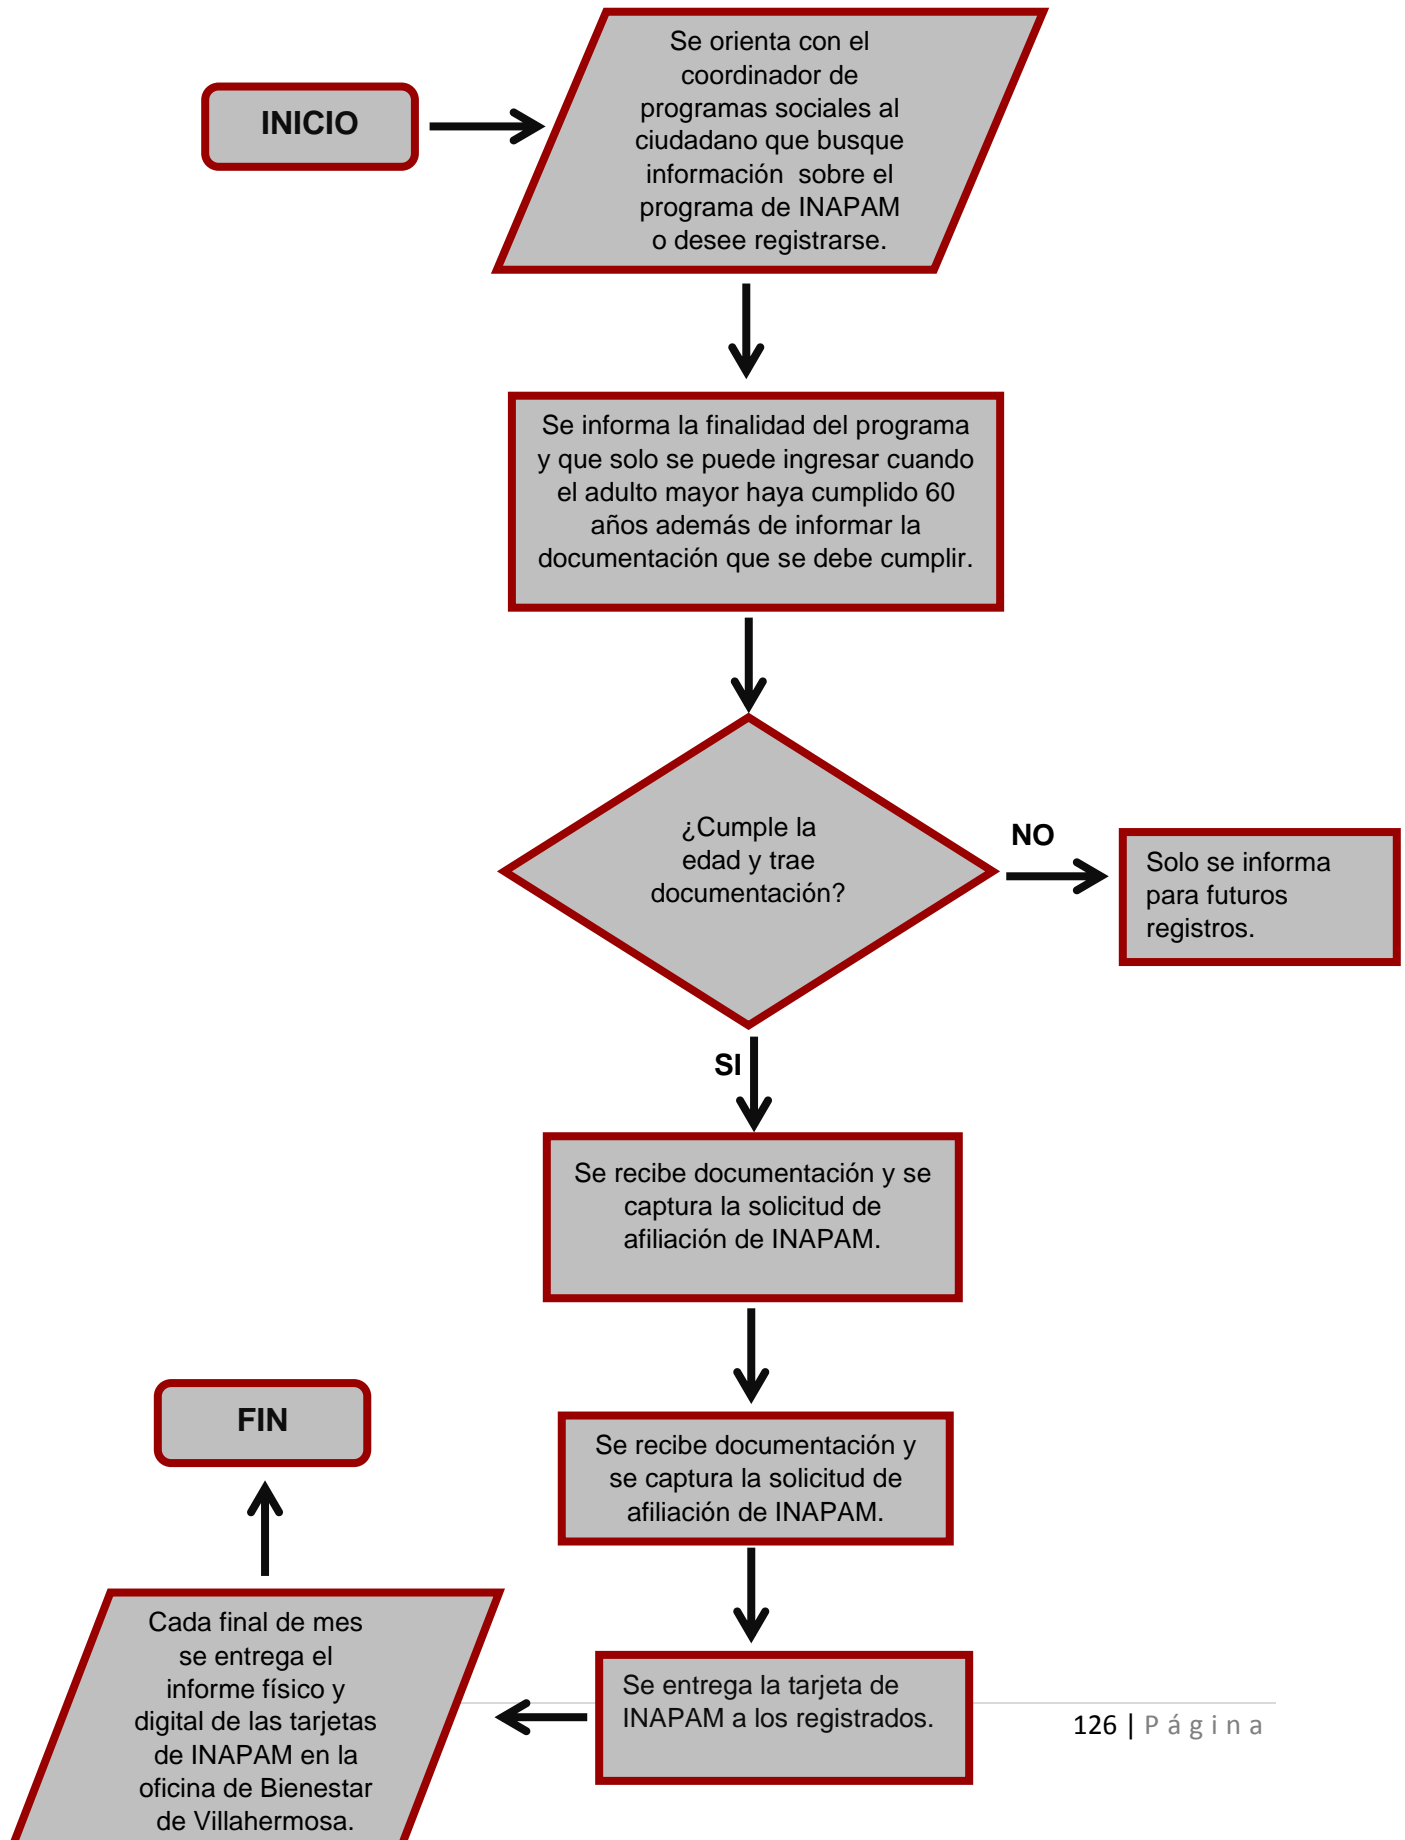 INICIO
Se orienta con el
coordinador de
programas sociales al
ciudadano que busque
información  sobre el
programa de INAPAM
o desee registrarse.
Se informa la finalidad del programa
y que solo se puede ingresar cuando
el adulto mayor haya cumplido 60
años además de informar la
documentación que se debe cumplir.
¿Cumple la
edad y trae
documentación?
NO
Solo se informa
para futuros
registros.
SI
Se recibe documentación y se
captura la solicitud de
afiliación de INAPAM.
Se recibe documentación y
se captura la solicitud de
afiliación de INAPAM.
Se entrega la tarjeta de
INAPAM a los registrados.
Cada final de mes
se entrega el
informe físico y
digital de las tarjetas
de INAPAM en la
oficina de Bienestar
de Villahermosa.
FIN
126 | Página